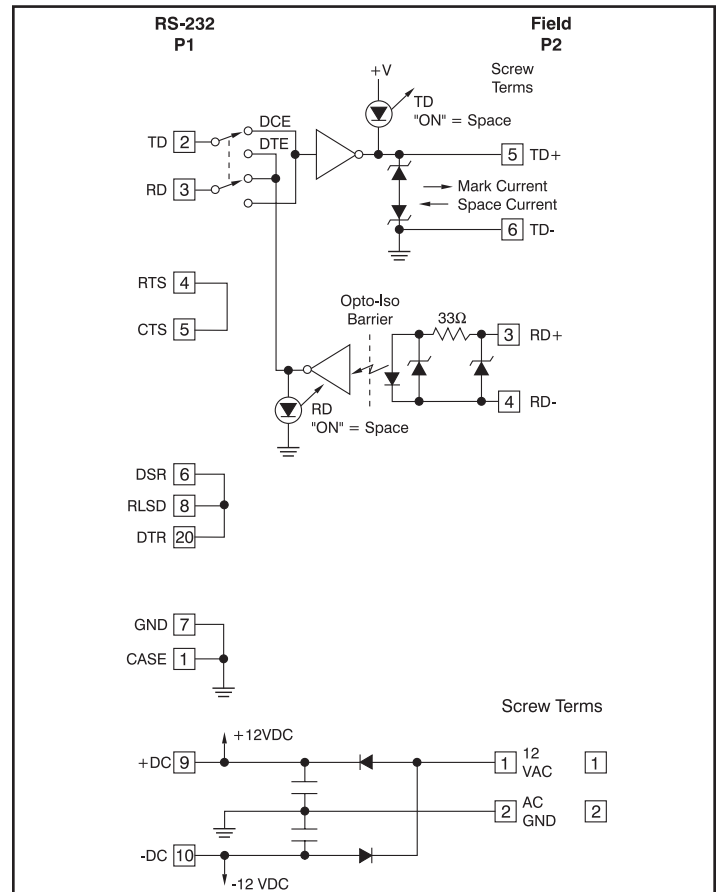 RS-232
P1
Field
P2
Screw
Terms
+V
TD
"ON" = Space
DCE
DTE
TD 2
RD 3
5 TD+
Mark Current
Space Current
6 TD-
RTS 4
CTS 5
Opto-Iso
Barrier
33Ω
3 RD+
4 RD-
RD
"ON" = Space
DSR 6
RLSD 8
DTR 20
GND 7
CASE 1
Screw Terms
+12VDC
+DC 9
1 12
VAC
1
2 AC
GND
2
-DC 10
-12 VDC